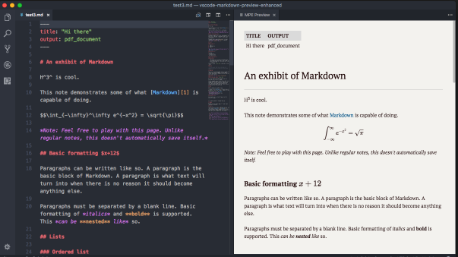 test3.md — vscode-markdown-preview-enhanced
test3.md
MPE Preview
---
title: "Hi there"
output: pdf_document
---
# An exhibit of Markdown
H^3^ is cool.
This note demonstrates some of what [Markdown][1] is
capable of doing.
$$\int_{-\infty}^\infty e^{-x^2} = \sqrt{\pi}$$
*Note: Feel free to play with this page. Unlike
regular notes, this doesn't automatically save itself.*
## Basic formatting $x+12$
Paragraphs can be written like so. A paragraph is the
basic block of Markdown. A paragraph is what text will
turn into when there is no reason it should become
anything else.
Paragraphs must be separated by a blank line. Basic
formatting of *italics* and **bold** is supported.
This *can be **nested** like* so.
## Lists
### Ordered list
TITLE OUTPUT
Hi there pdf_document
An exhibit of Markdown
H³ is cool.
This note demonstrates some of what Markdown is capable of doing.
Note: Feel free to play with this page. Unlike regular notes, this doesn't automatically save
itself.
Basic formatting x + 12
Paragraphs can be written like so. A paragraph is the basic block of Markdown. A
paragraph is what text will turn into when there is no reason it should become anything
else.
Paragraphs must be separated by a blank line. Basic formatting of italics and bold is
supported. This can be nested like so.